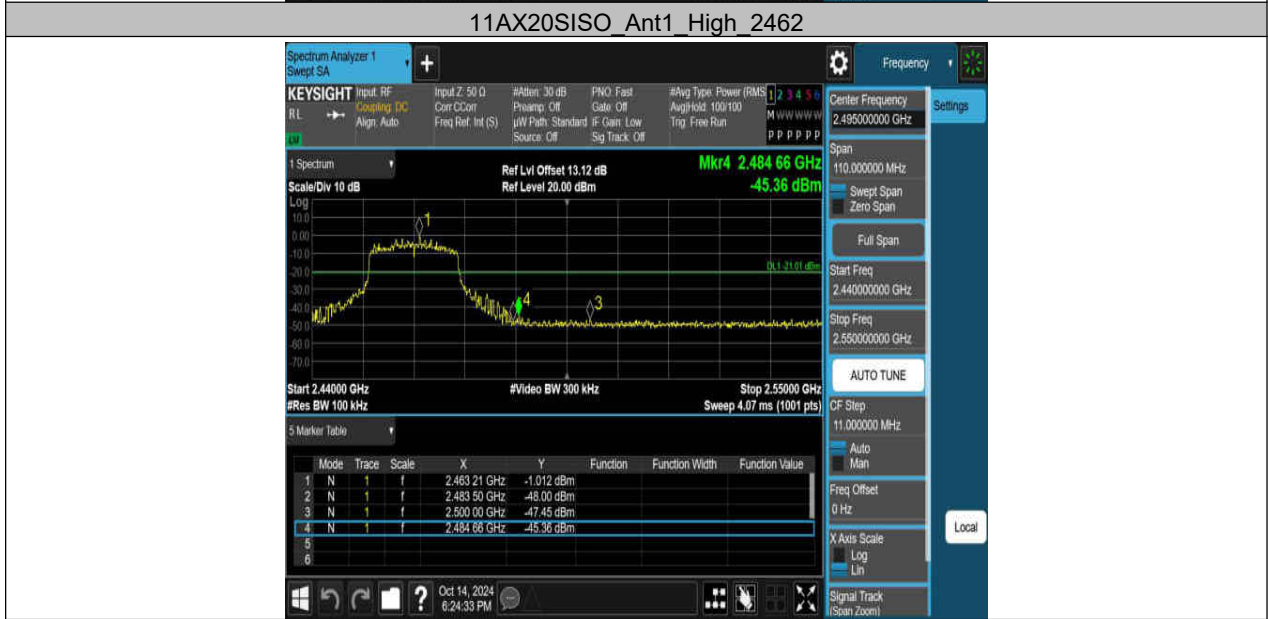 11AX20SISO_Ant1_High_2462
Spectrum Analyzer 1
Swept SA
Frequency
KEYSIGHT Input: RF Input Z: 50 Ω #Atten: 30 dB PNO: Fast #Avg Type: Power (RMS 1 2 3 4 5 6
RL Coupling: DC Corr CCorr Preamp: Off Gate: Off Avg|Hold: 100/100 M W W W W W
Align: Auto Freq Ref: Int (S) µW Path: Standard IF Gain: Low Trig: Free Run
Source: Off Sig Track: Off P P P P P P
1 Spectrum
Ref Lvl Offset 13.12 dB
Mkr4 2.484 66 GHz
Scale/Div 10 dB
Ref Level 20.00 dBm
-45.36 dBm
Log
10.0
0.00
-10.0
-20.0
-30.0
-40.0
-50.0
-60.0
-70.0
1
4
3
DL1 -21.01 dBm
Start 2.44000 GHz #Video BW 300 kHz Stop 2.55000 GHz
#Res BW 100 kHz Sweep 4.07 ms (1001 pts)
5 Marker Table
Mode Trace Scale X Y Function Function Width Function Value
1 N 1 f 2.463 21 GHz -1.012 dBm
2 N 1 f 2.483 50 GHz -48.00 dBm
3 N 1 f 2.500 00 GHz -47.45 dBm
4 N 1 f 2.484 66 GHz -45.36 dBm
5
6
Oct 14, 2024
6:24:33 PM
?
Center Frequency
2.495000000 GHz
Settings
Span
110.000000 MHz
Swept Span
Zero Span
Full Span
Start Freq
2.440000000 GHz
Stop Freq
2.550000000 GHz
AUTO TUNE
CF Step
11.000000 MHz
Auto
Man
Freq Offset
0 Hz
X Axis Scale
Log
Lin
Local
Signal Track
(Span Zoom)